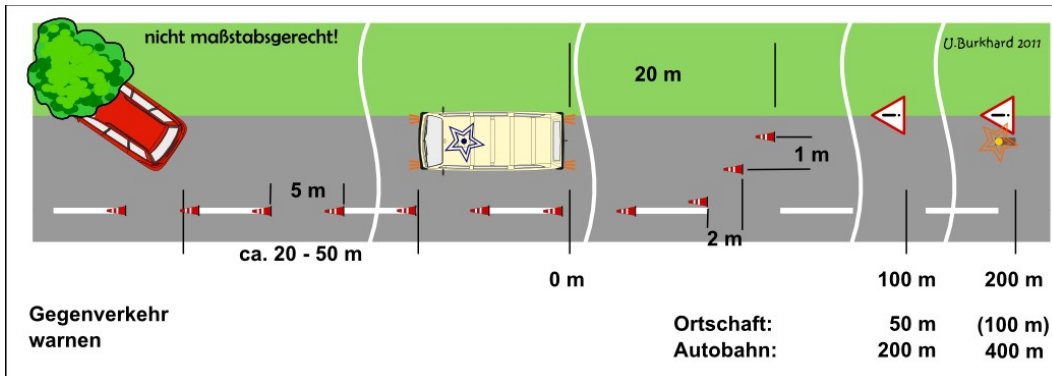 nicht maßstabsgerecht!
U.Burkhard 2011
20 m
1 m
5 m
2 m
ca. 20 - 50 m
0 m
100 m
200 m
Gegenverkehr
warnen
Ortschaft:
50 m
(100 m)
Autobahn:
200 m
400 m